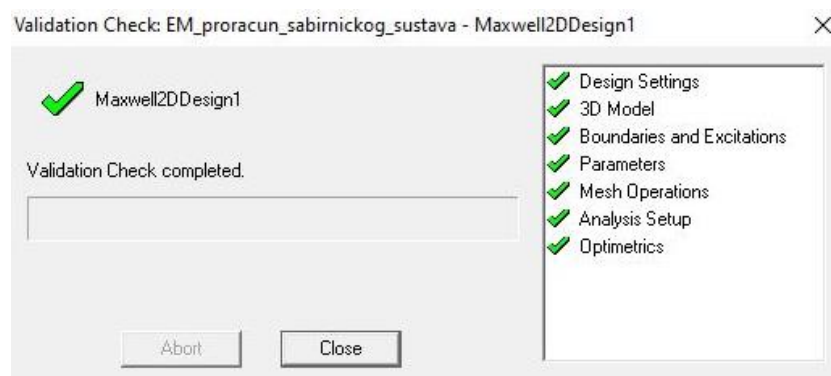 Validation Check: EM_proracun_sabirnickog_sustava - Maxwell2DDesign1
Maxwell2DDesign1
Validation Check completed.
Abort
Close
Design Settings
3D Model
Boundaries and Excitations
Parameters
Mesh Operations
Analysis Setup
Optimetrics